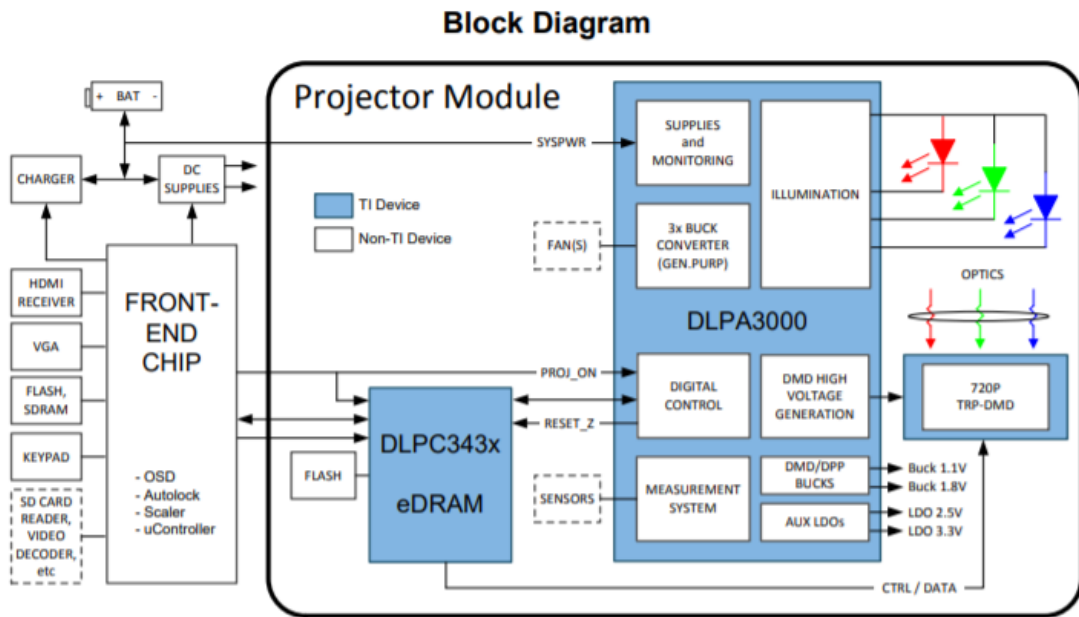 Block Diagram
+ BAT -
Projector Module
SYSPWR
CHARGER
DC
SUPPLIES
SUPPLIES
and
MONITORING
ILLUMINATION
TI Device
Non-TI Device
FAN(S)
3x BUCK
CONVERTER
(GEN.PURP)
HDMI
RECEIVER
VGA
FLASH,
SDRAM
KEYPAD
SD CARD
READER,
VIDEO
DECODER,
etc
FRONT-
END
CHIP
- OSD
- Autolock
- Scaler
- uController
OPTICS
DLPA3000
PROJ_ON
RESET_Z
DIGITAL
CONTROL
DMD HIGH
VOLTAGE
GENERATION
720P
TRP-DMD
DLPC343x
eDRAM
FLASH
SENSORS
MEASUREMENT
SYSTEM
DMD/DPP
BUCKS
AUX LDOs
Buck 1.1V
Buck 1.8V
LDO 2.5V
LDO 3.3V
CTRL / DATA